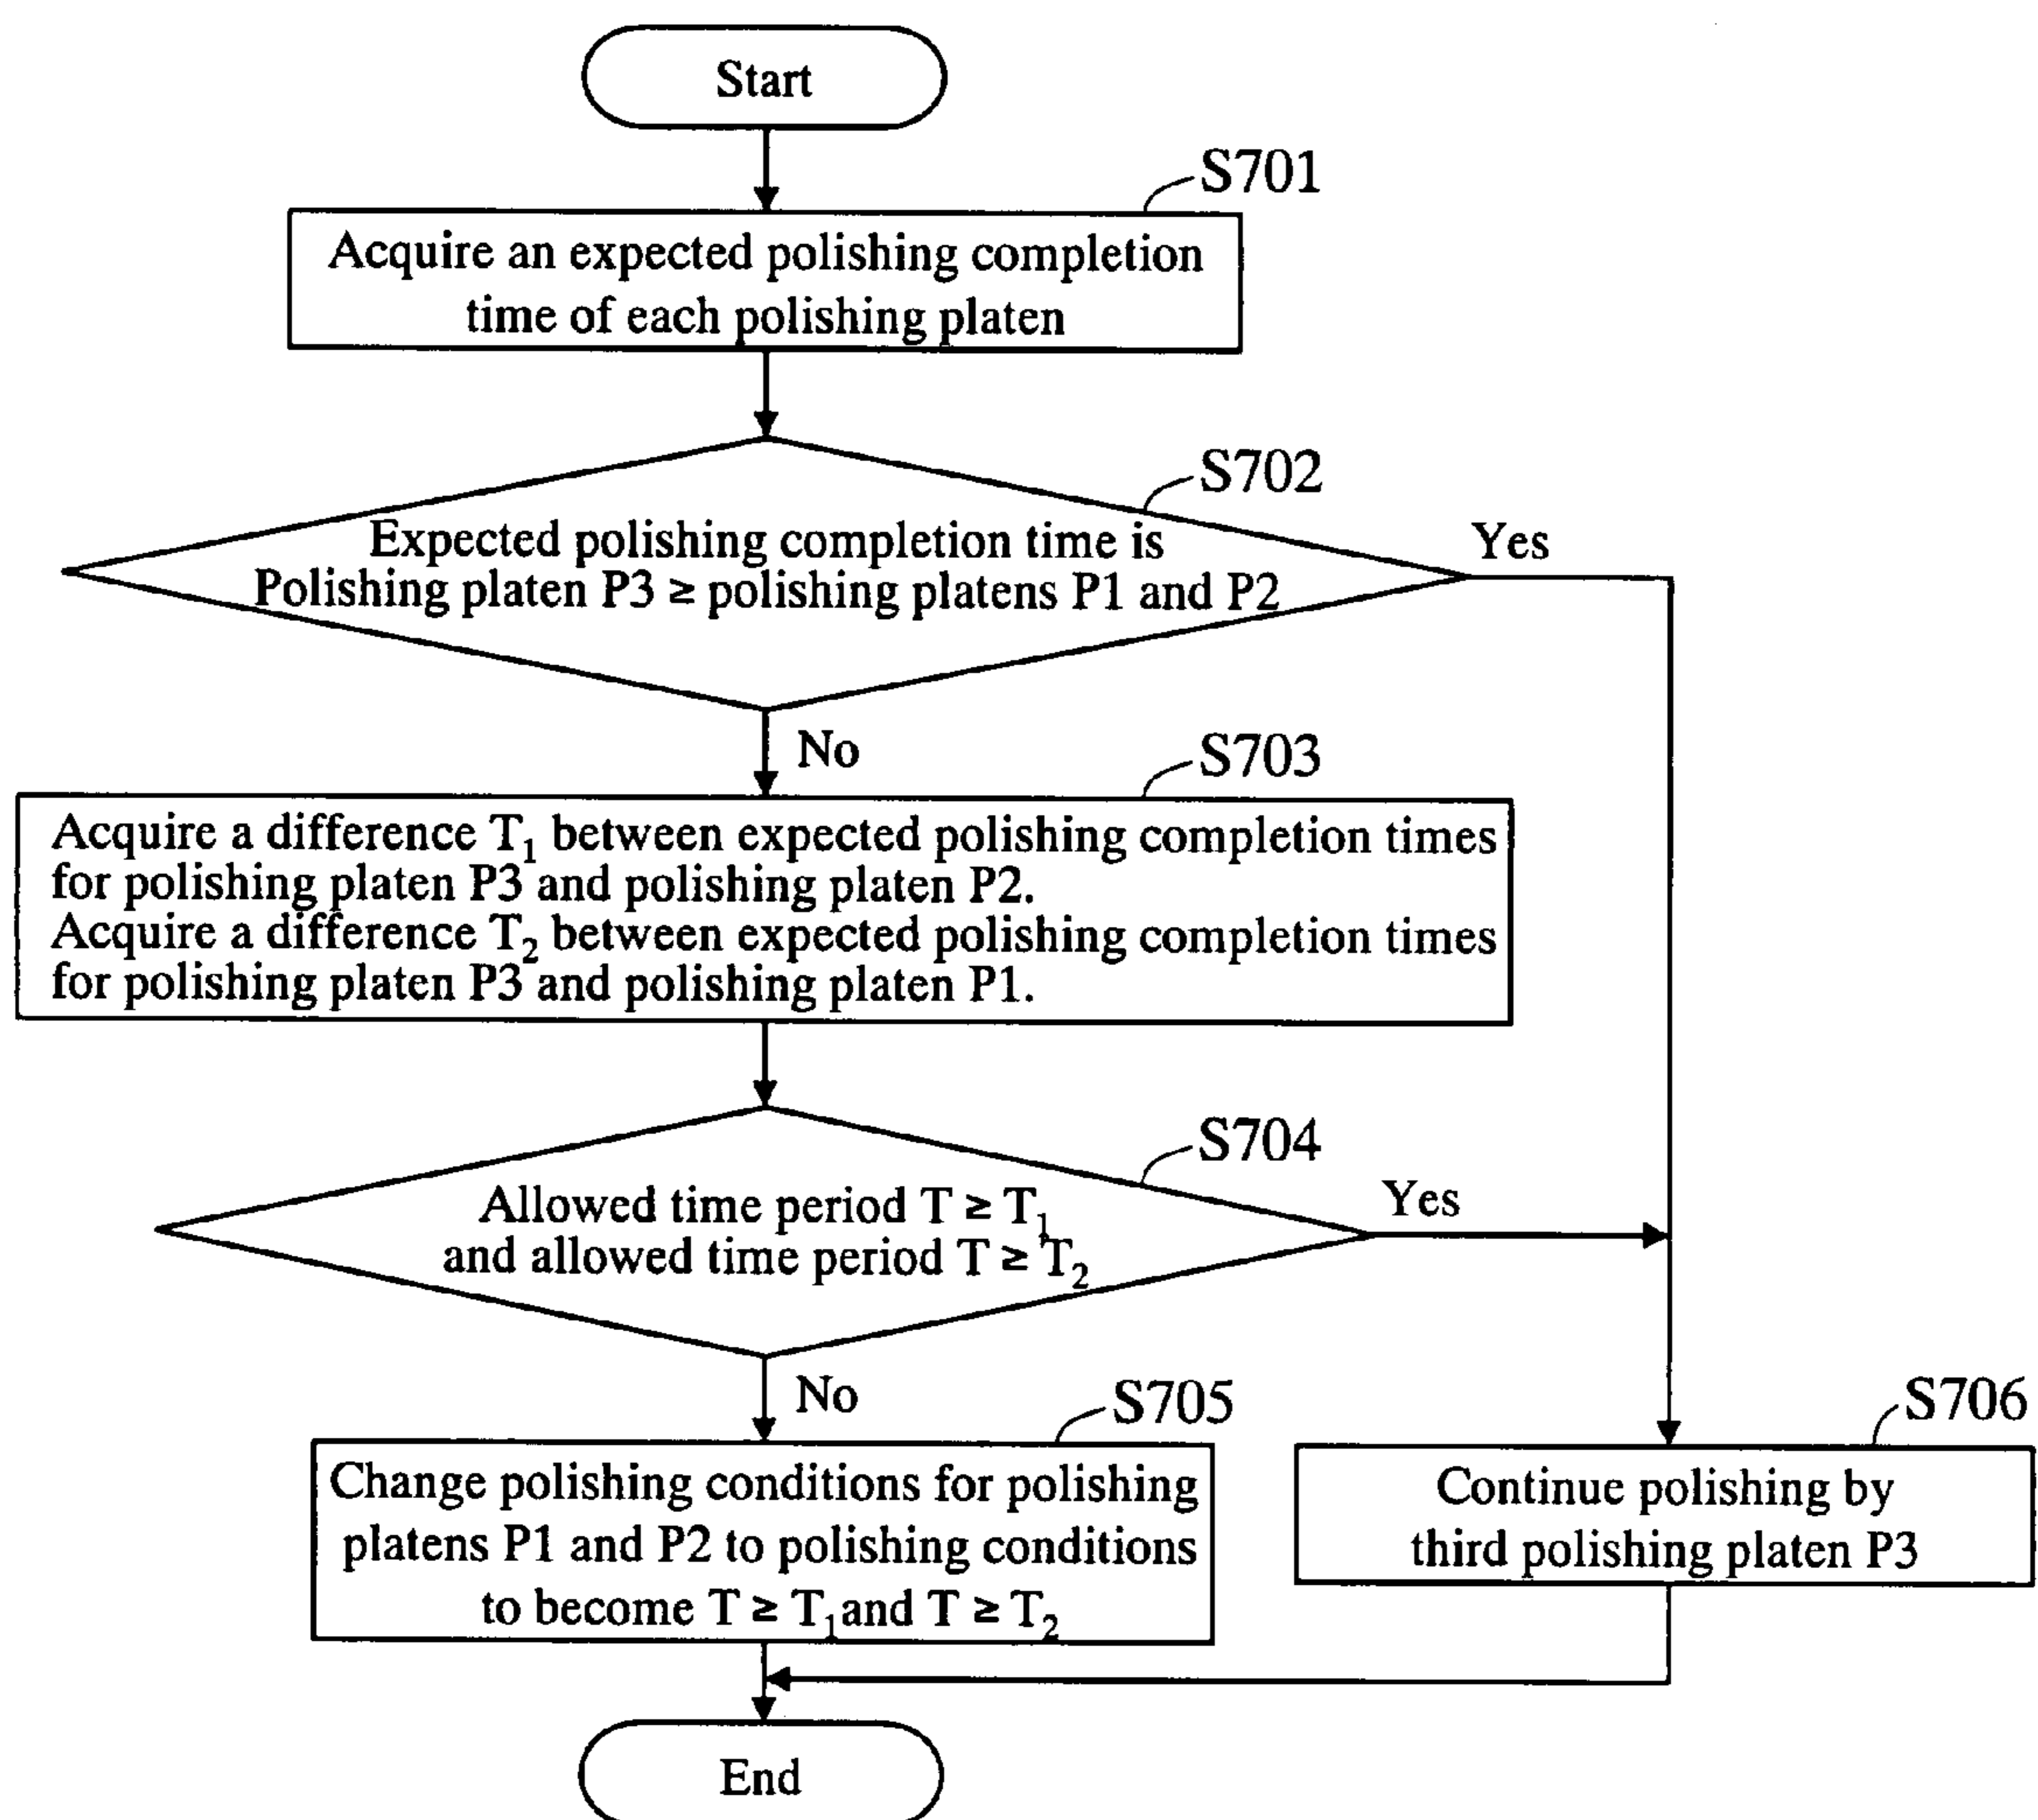 Start
S701
Acquire an expected polishing completion
time of each polishing platen
S702
Expected polishing completion time is
Polishing platen P3 ≥ polishing platens P1 and P2
Yes
No
S703
Acquire a difference T₁ between expected polishing completion times
for polishing platen P3 and polishing platen P2.
Acquire a difference T₂ between expected polishing completion times
for polishing platen P3 and polishing platen P1.
S704
Allowed time period T ≥ T₁
and allowed time period T ≥ T₂
Yes
No
S705
Change polishing conditions for polishing
platens P1 and P2 to polishing conditions
to become T ≥ T₁ and T ≥ T₂
S706
Continue polishing by
third polishing platen P3
End